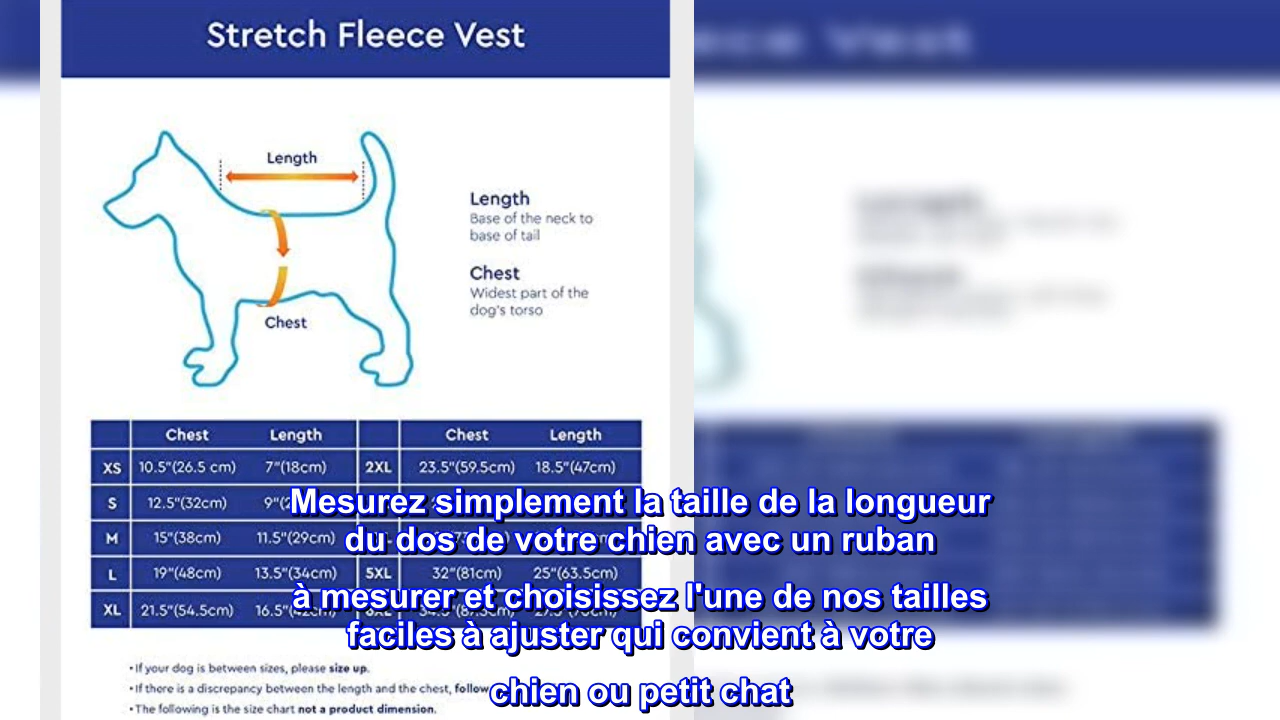 Stretch Fleece Vest
Length
Length
Base of the neck to
base of tail
Chest
Widest part of the
dog's torso
Chest
Chest Length Chest Length
XS 10.5"(26.5 cm) 7"(18cm) 2XL 23.5"(59.5cm) 18.5"(47cm)
S 12.5"(32cm)
Mesurez simplement la taille de la longueur
M 15"(38cm) 11.5"(29cm)
du dos de votre chien avec un ruban
L 19"(48cm) 13.5"(34cm) 5XL 32"(81cm) 25"(63.5cm)
à mesurer et choisissez l'une de nos tailles
XL 21.5"(54.5cm)
faciles à ajuster qui convient à votre
• If your dog is between sizes, please size up.
• If there is a discrepancy between the length and the chest, follow
chien ou petit chat
• The following is the size chart not a product dimension.